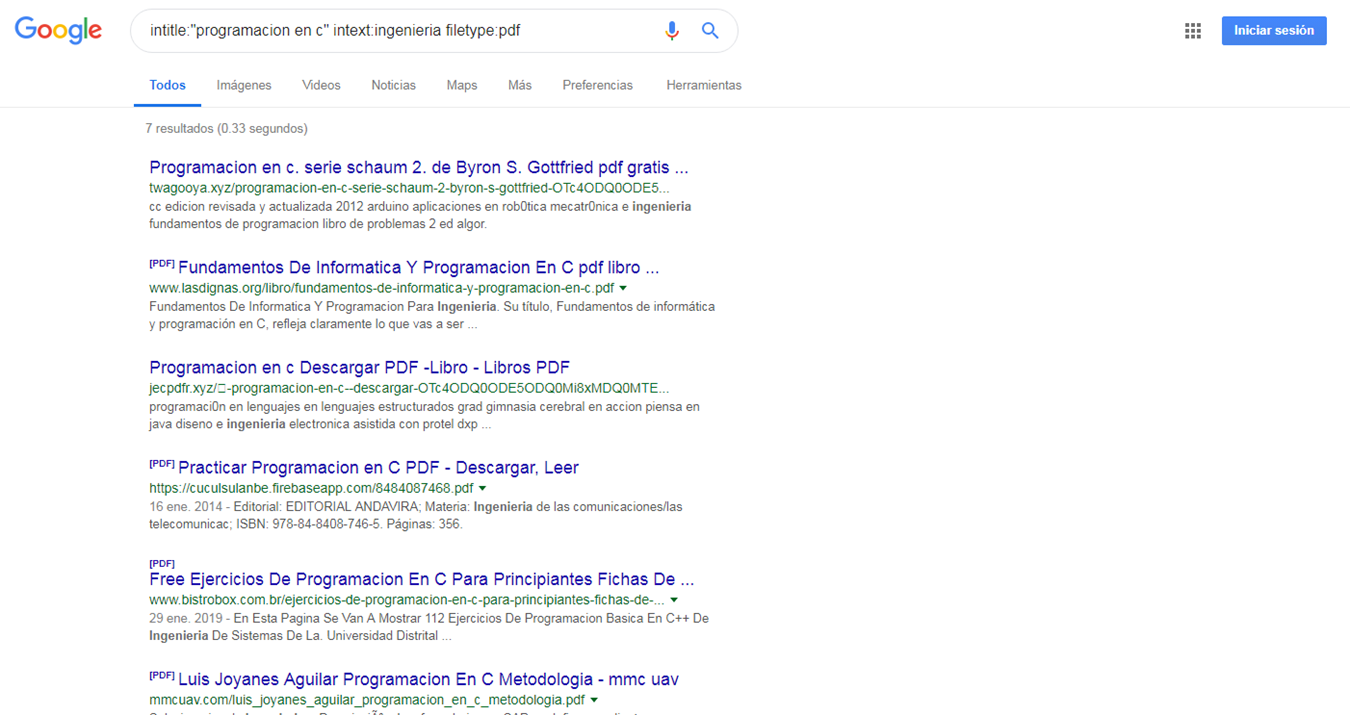 Google
intitle:"programacion en c" intext:ingenieria filetype:pdf
Iniciar sesión
Todos Imágenes Videos Noticias Maps Más Preferencias Herramientas
7 resultados (0.33 segundos)
Programacion en c. serie schaum 2. de Byron S. Gottfried pdf gratis ...
twagooya.xyz/programacion-en-c-serie-schaum-2-byron-s-gottfried-OTc4ODQ0ODE5...
cc edicion revisada y actualizada 2012 arduino aplicaciones en rob0tica mecatr0nica e ingenieria
fundamentos de programacion libro de problemas 2 ed algor.
[PDF] Fundamentos De Informatica Y Programacion En C pdf libro ...
www.lasdignas.org/libro/fundamentos-de-informatica-y-programacion-en-c.pdf
Fundamentos De Informatica Y Programacion Para Ingenieria. Su título, Fundamentos de informática
y programación en C, refleja claramente lo que vas a ser ...
Programacion en c Descargar PDF -Libro - Libros PDF
jecpdfr.xyz/▯-programacion-en-c--descargar-OTc4ODQ0ODE5ODQ0Mi8xMDQ0MTE...
programaci0n en lenguajes en lenguajes estructurados grad gimnasia cerebral en accion piensa en
java diseno e ingenieria electronica asistida con protel dxp ...
[PDF] Practicar Programacion en C PDF - Descargar, Leer
https://cuculsulanbe.firebaseapp.com/8484087468.pdf
16 ene. 2014 - Editorial: EDITORIAL ANDAVIRA; Materia: Ingenieria de las comunicaciones/las
telecomunicac; ISBN: 978-84-8408-746-5. Páginas: 356.
[PDF]
Free Ejercicios De Programacion En C Para Principiantes Fichas De ...
www.bistrobox.com.br/ejercicios-de-programacion-en-c-para-principiantes-fichas-de-...
29 ene. 2019 - En Esta Pagina Se Van A Mostrar 112 Ejercicios De Programacion Basica En C++ De
Ingenieria De Sistemas De La. Universidad Distrital ...
[PDF] Luis Joyanes Aguilar Programacion En C Metodologia - mmc uav
mmcuav.com/luis_joyanes_aguilar_programacion_en_c_metodologia.pdf